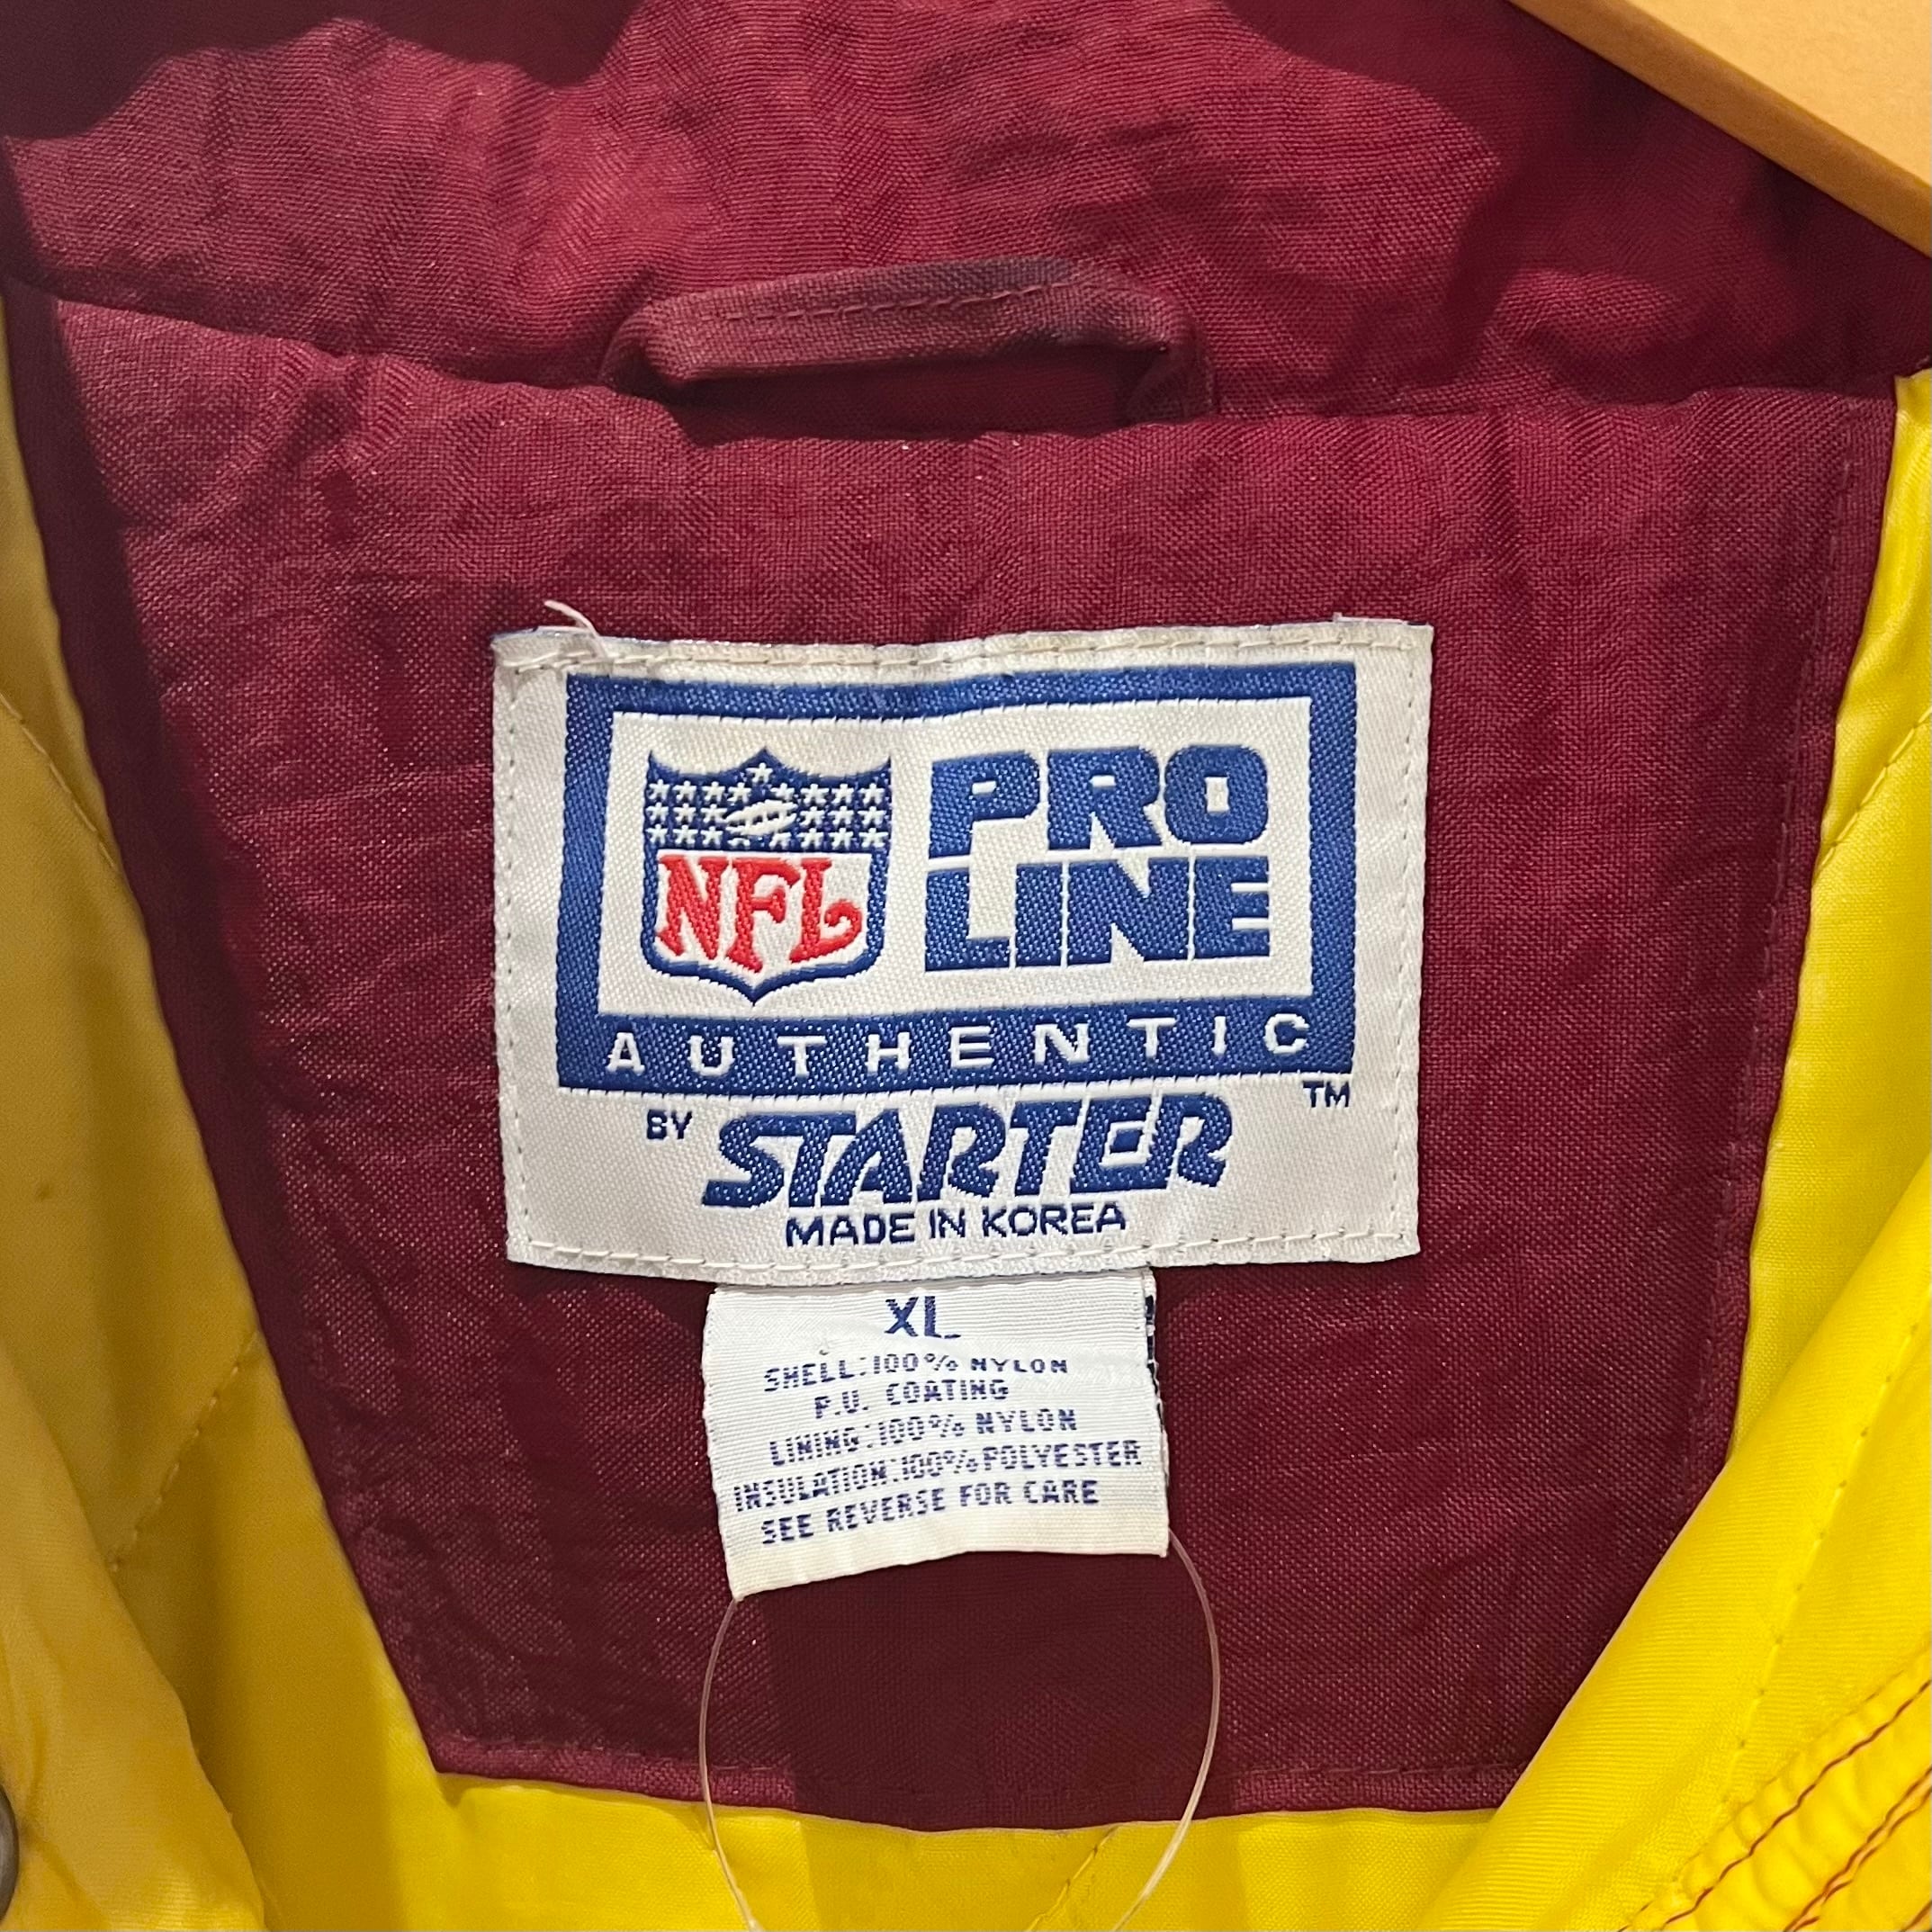 NFL
PRO
LINE
AUTHENTIC
TM
BY STARTER
MADE IN KOREA
XL
SHELL:100% NYLON
P.U. COATING
LINING:100% NYLON
INSULATION:100% POLYESTER
SEE REVERSE FOR CARE